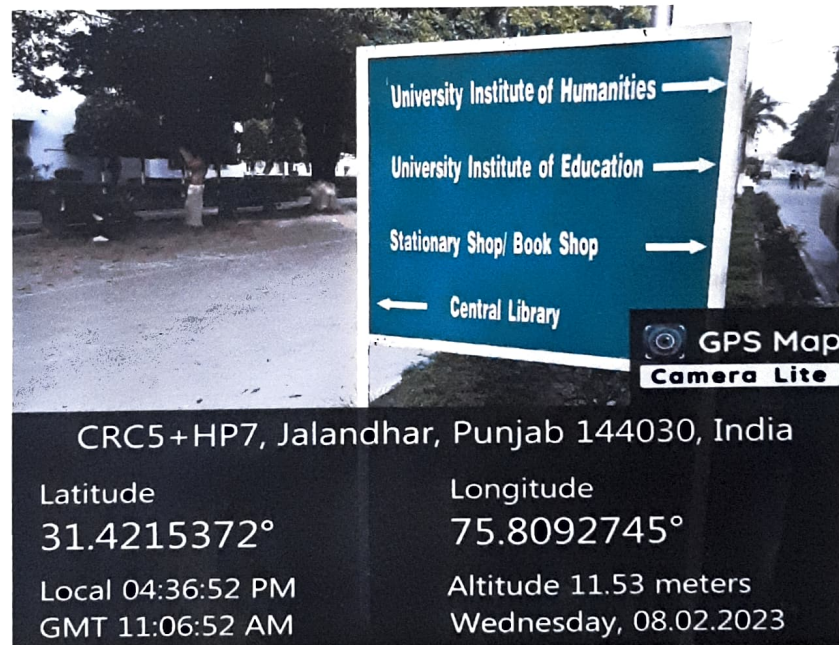 University Institute of Humanities
University Institute of Education
Stationary Shop/ Book Shop
Central Library
GPS Map
Camera Lite
CRC5+HP7, Jalandhar, Punjab 144030, India
Latitude
31.4215372°
Longitude
75.8092745°
Local 04:36:52 PM
GMT 11:06:52 AM
Altitude 11.53 meters
Wednesday, 08.02.2023